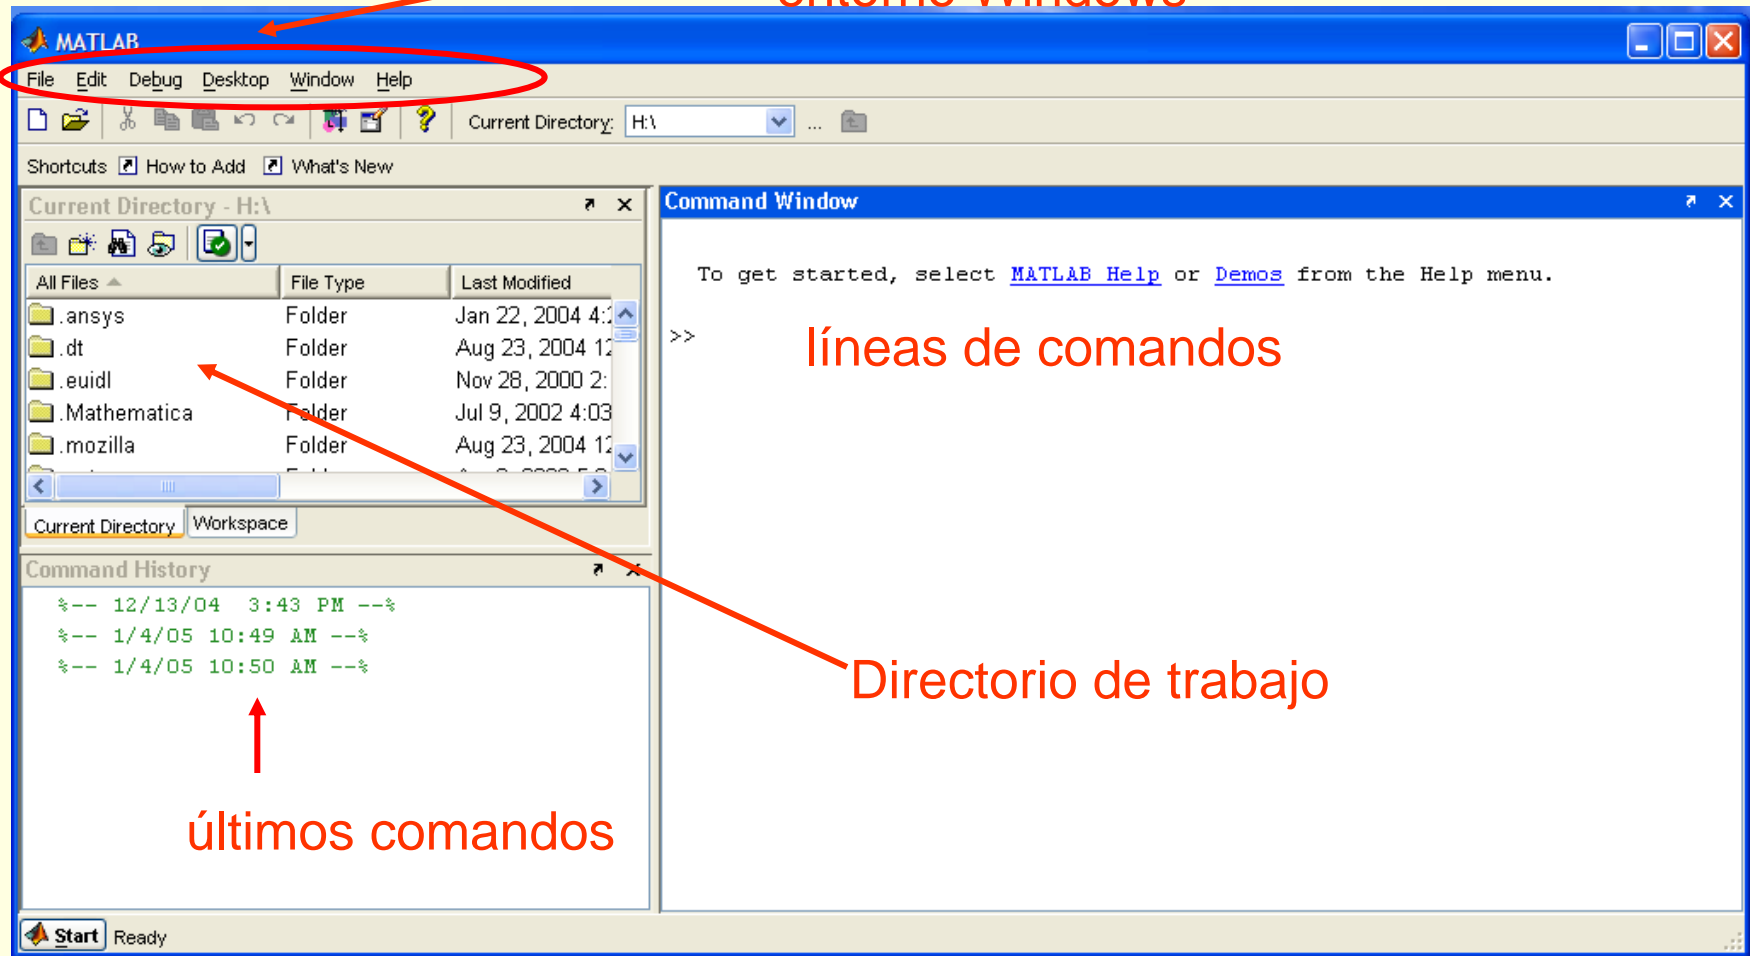 entorno Windows
MATLAB
File Edit Debug Desktop Window Help
Current Directory: H:\ ...
Shortcuts How to Add What's New
Current Directory - H:\
All Files File Type Last Modified
.ansys Folder Jan 22, 2004 4:2
.dt Folder Aug 23, 2004 12
.euidl Folder Nov 28, 2000 2:
.Mathematica Folder Jul 9, 2002 4:03
.mozilla Folder Aug 23, 2004 12
Current Directory Workspace
Command History
%-- 12/13/04 3:43 PM --%
%-- 1/4/05 10:49 AM --%
%-- 1/4/05 10:50 AM --%
últimos comandos
Command Window
To get started, select MATLAB Help or Demos from the Help menu.
>>
líneas de comandos
Directorio de trabajo
Start Ready